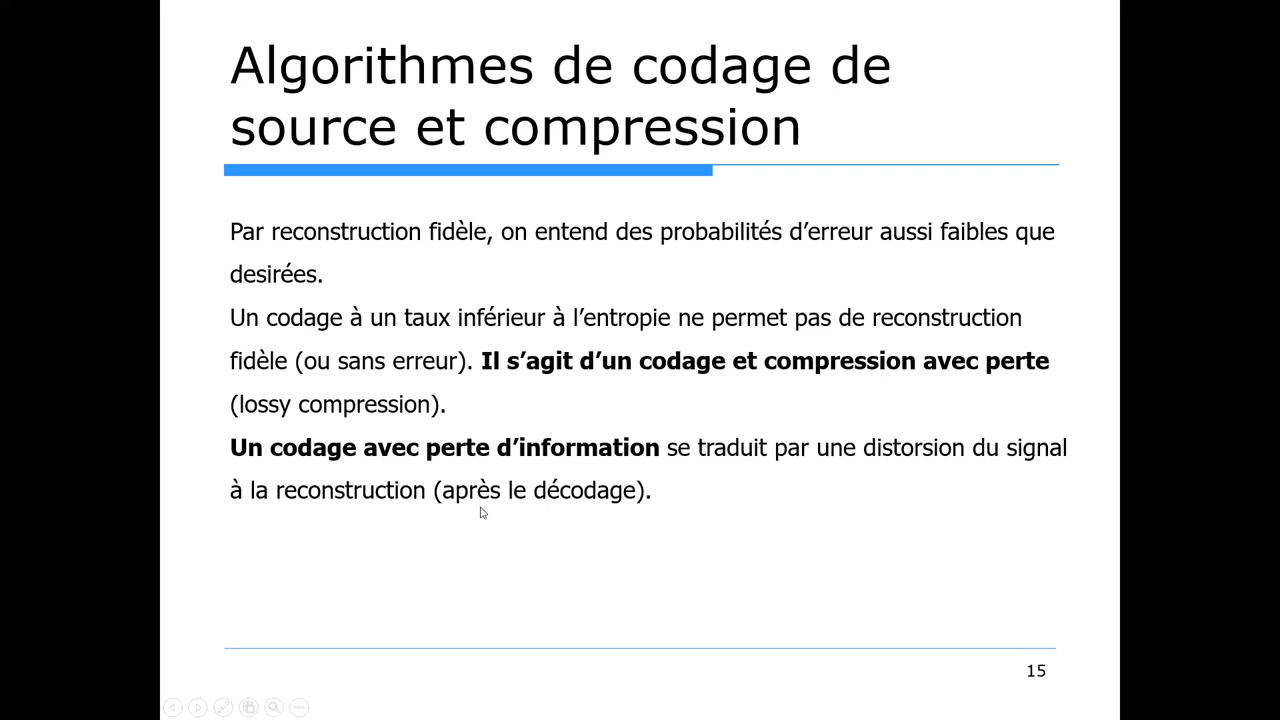 Algorithmes de codage de
source et compression
Par reconstruction fidèle, on entend des probabilités d’erreur aussi faibles que
desirées.
Un codage à un taux inférieur à l’entropie ne permet pas de reconstruction
fidèle (ou sans erreur). Il s’agit d’un codage et compression avec perte
(lossy compression).
Un codage avec perte d’information se traduit par une distorsion du signal
à la reconstruction (après le décodage).
15